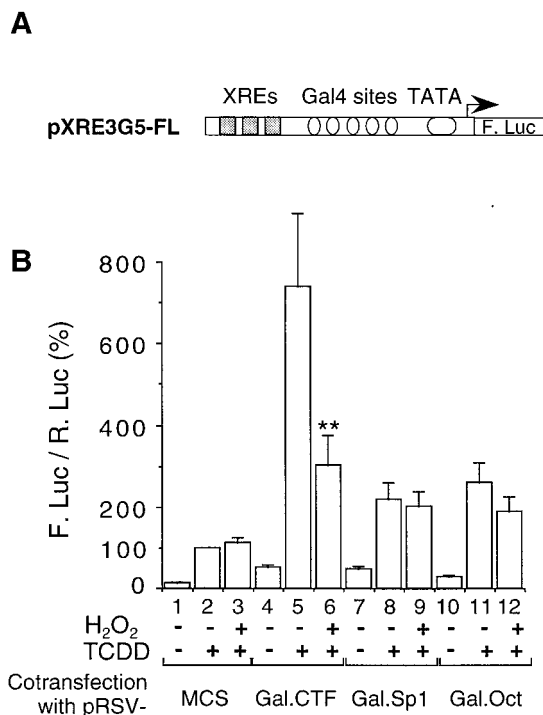 A
XREs Gal4 sites TATA
pXRE3G5-FL
F. Luc
B
F. Luc / R. Luc (%)
800
600
400
200
100
0
**
1 2 3 4 5 6 7 8 9 10 11 12
H₂O₂ - - + - - + - - + - - +
TCDD - + + - + + - + + - + +
Cotransfection
with pRSV-
MCS Gal.CTF Gal.Sp1 Gal.Oct